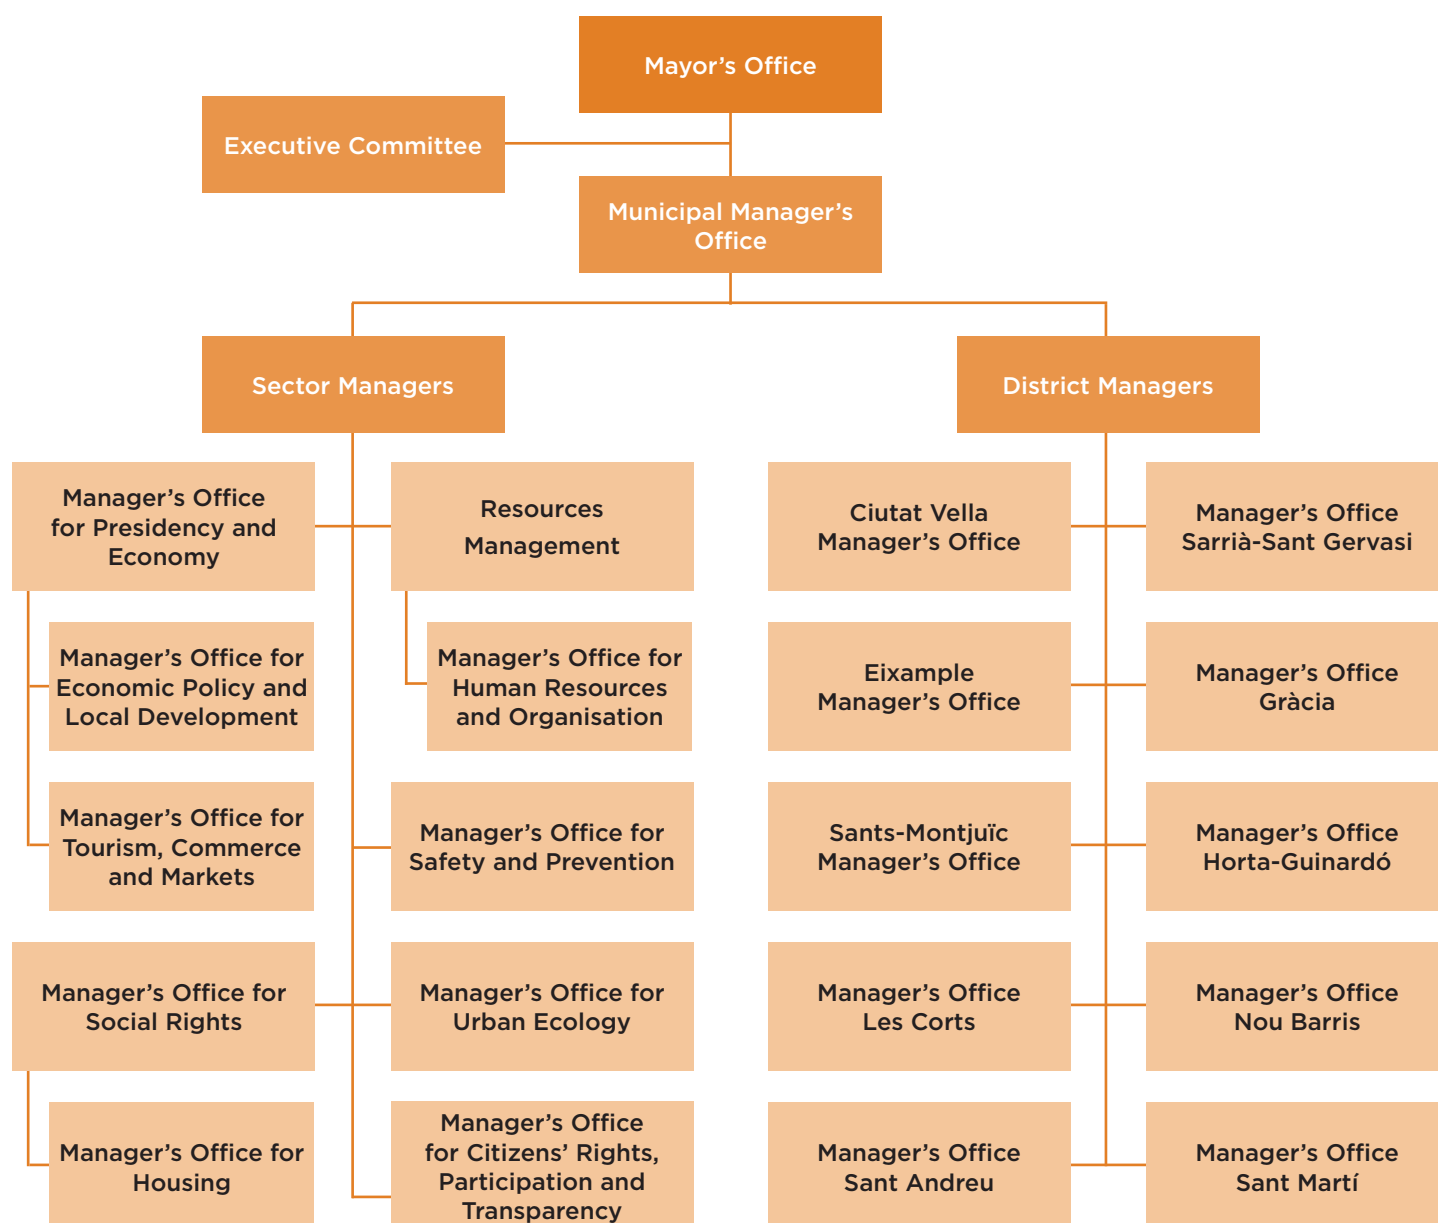 Mayor’s Office
Executive Committee
Municipal Manager’s
Office
Sector Managers
District Managers
Manager’s Office
for Presidency and
Economy
Resources
Management
Manager’s Office for
Economic Policy and
Local Development
Manager’s Office for
Human Resources
and Organisation
Manager’s Office for
Tourism, Commerce
and Markets
Manager’s Office for
Safety and Prevention
Manager’s Office for
Social Rights
Manager’s Office for
Urban Ecology
Manager’s Office for
Housing
Manager’s Office
for Citizens’ Rights,
Participation and
Transparency
Ciutat Vella
Manager’s Office
Manager’s Office
Sarrià-Sant Gervasi
Eixample
Manager’s Office
Manager’s Office
Gràcia
Sants-Montjuïc
Manager’s Office
Manager’s Office
Horta-Guinardó
Manager’s Office
Les Corts
Manager’s Office
Nou Barris
Manager’s Office
Sant Andreu
Manager’s Office
Sant Martí